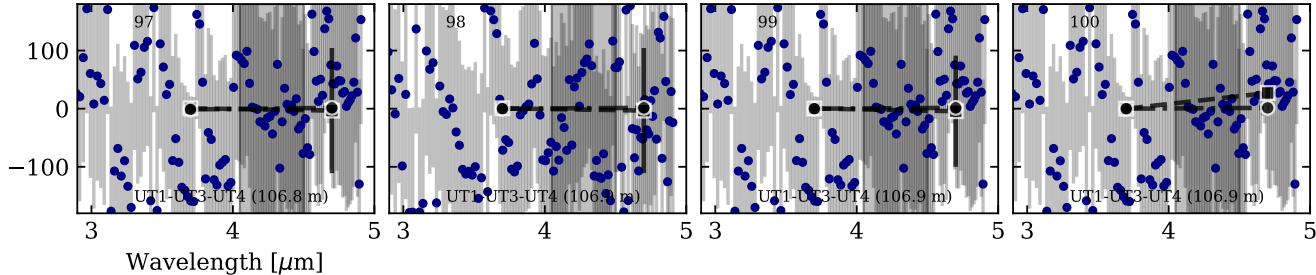 97 98 99 100
100
0
−100
UT1-UT3-UT4 (106.8 m) UT1-UT3-UT4 (106.9 m) UT1-UT3-UT4 (106.9 m) UT1-UT3-UT4 (106.9 m)
3 4 5 3 4 5 3 4 5 3 4 5
Wavelength [μm]